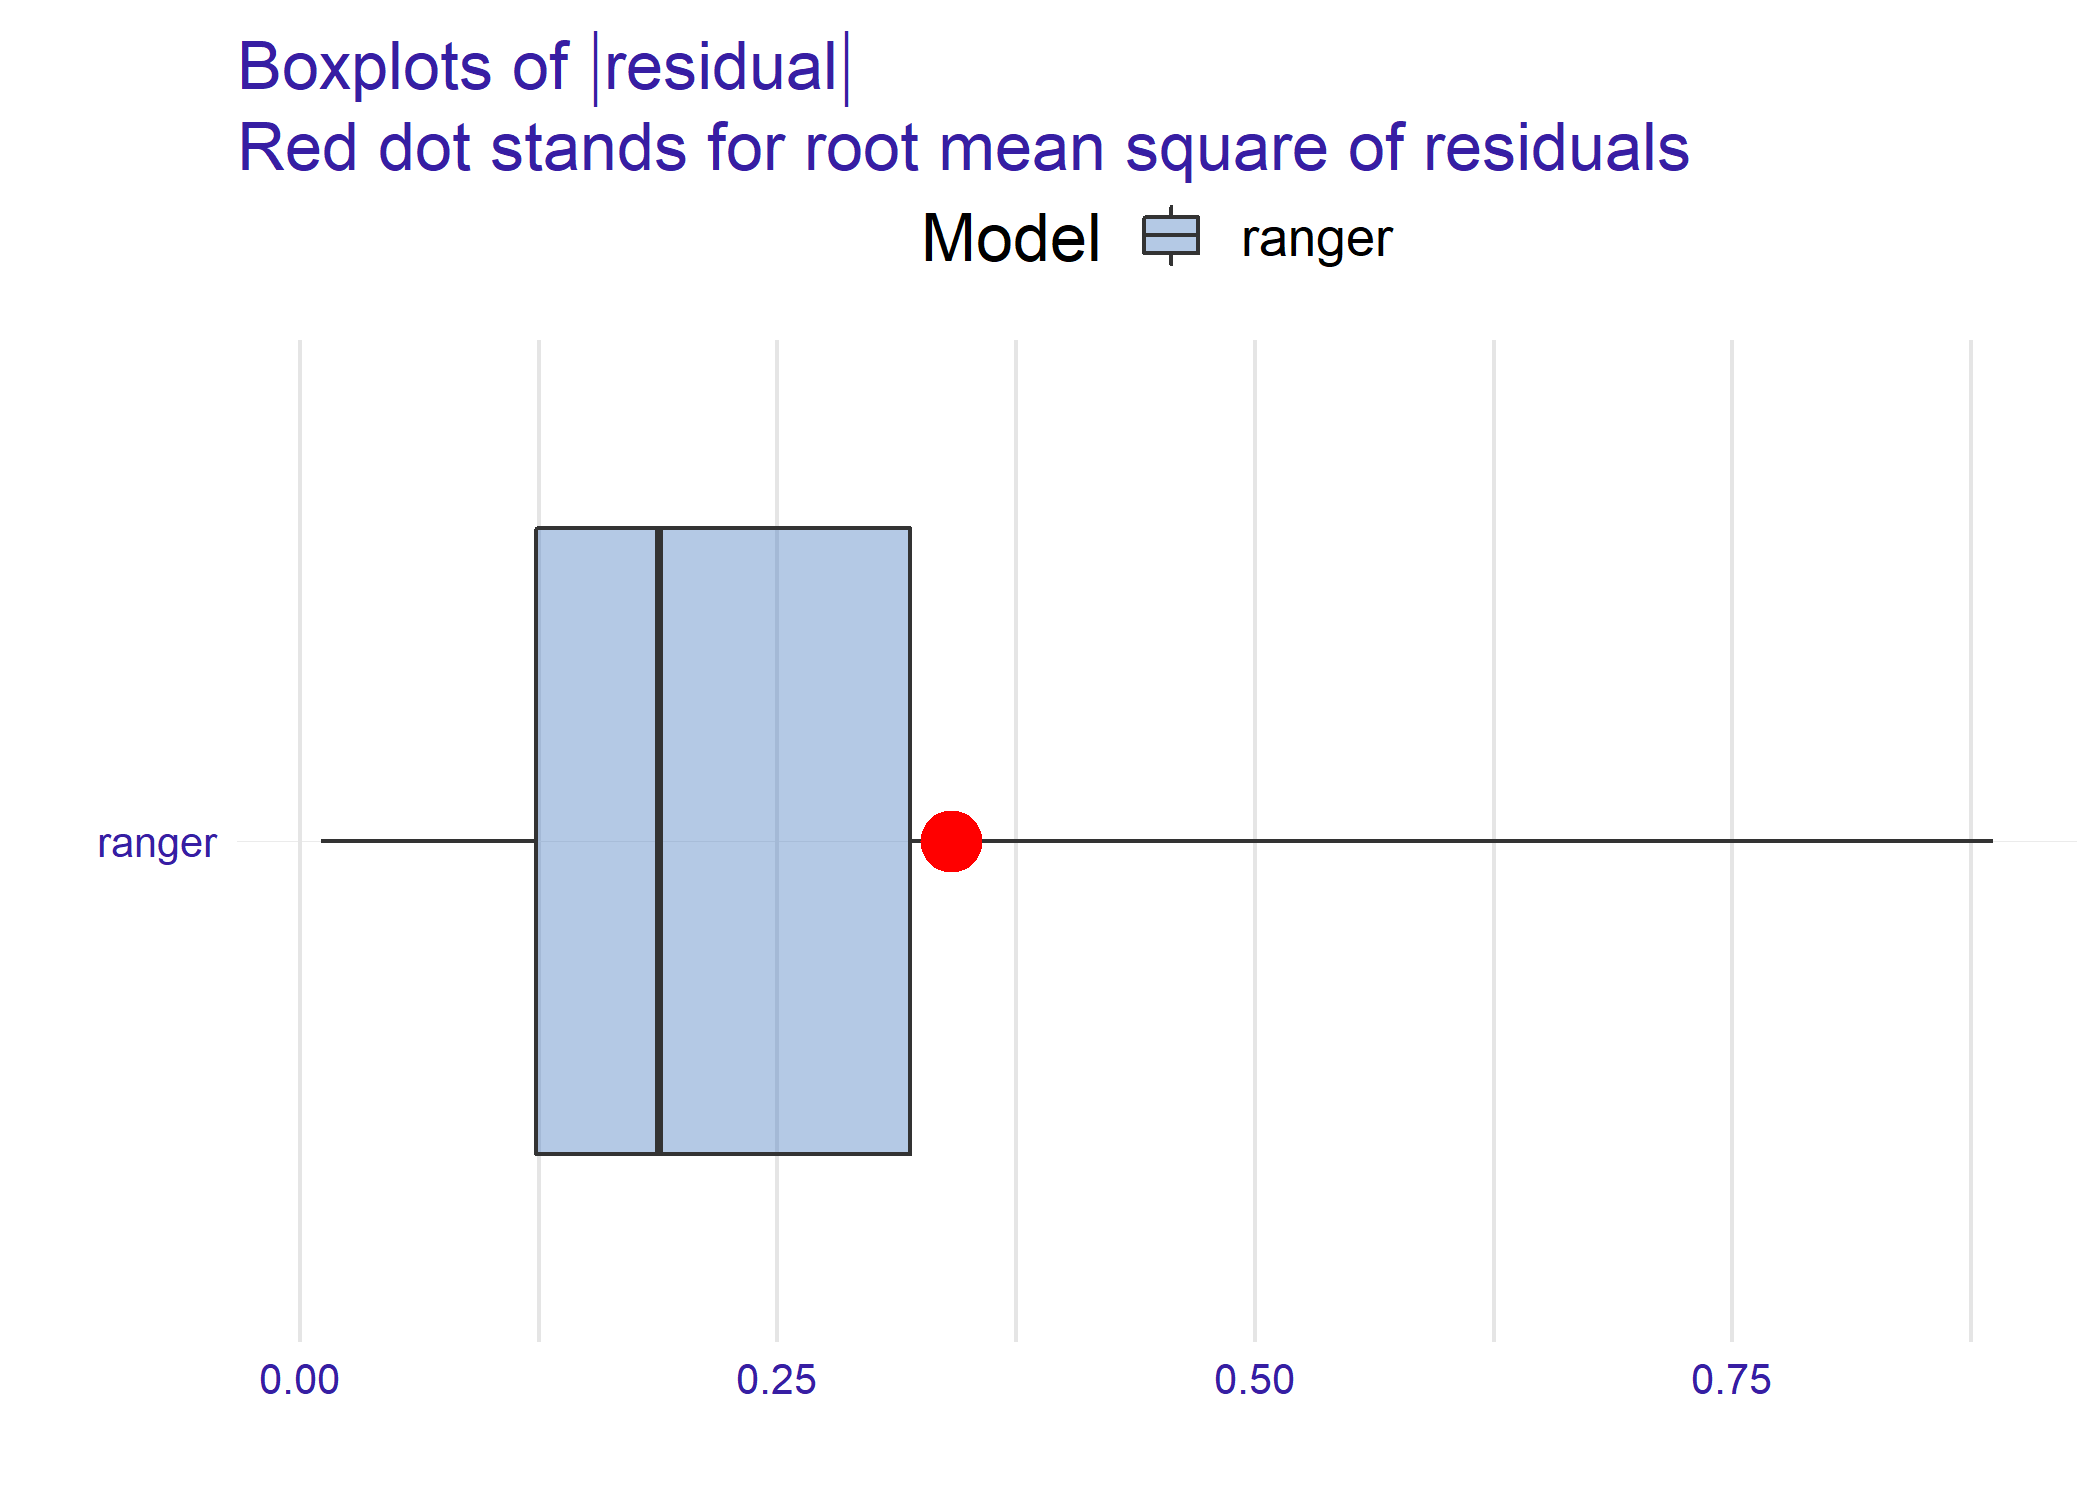 Boxplots of |residual|
Red dot stands for root mean square of residuals
Model ranger
ranger
0.00 0.25 0.50 0.75